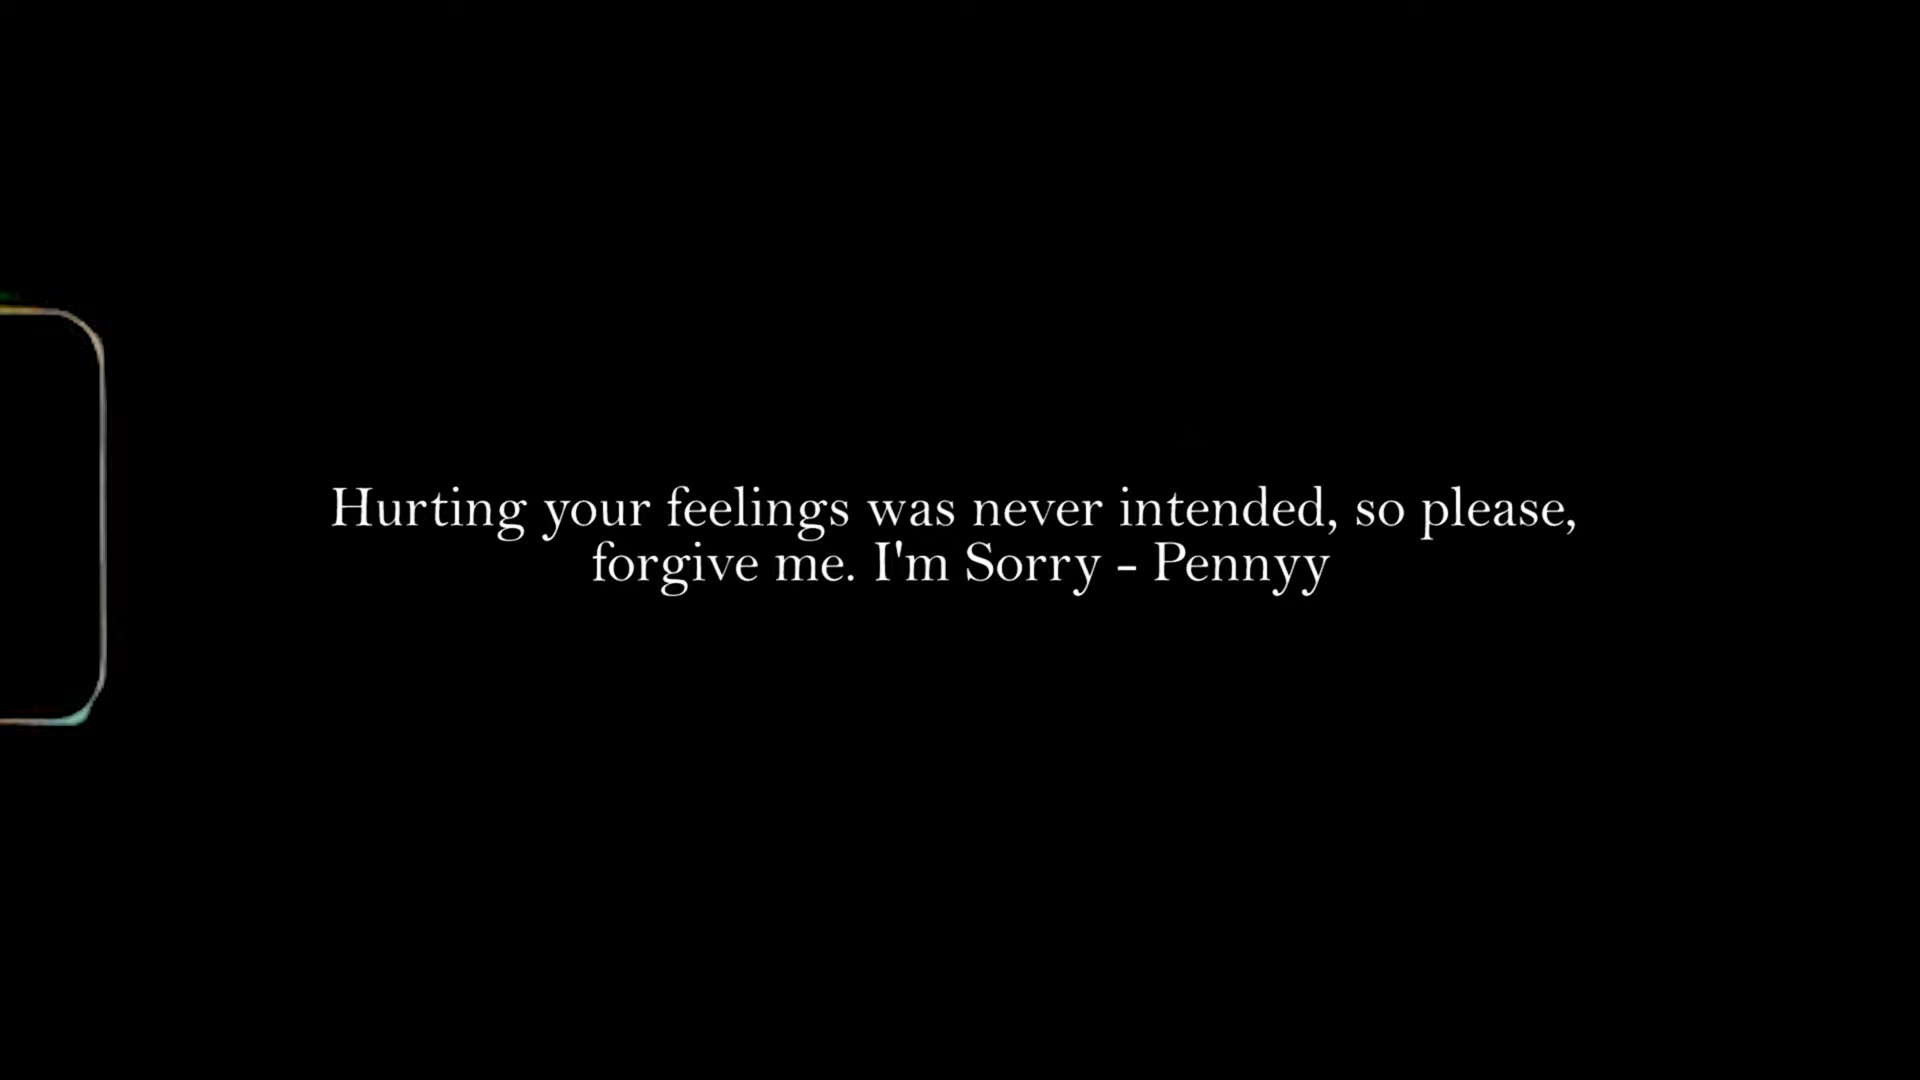 Hurting your feelings was never intended, so please,
forgive me. I'm Sorry - Pennyy